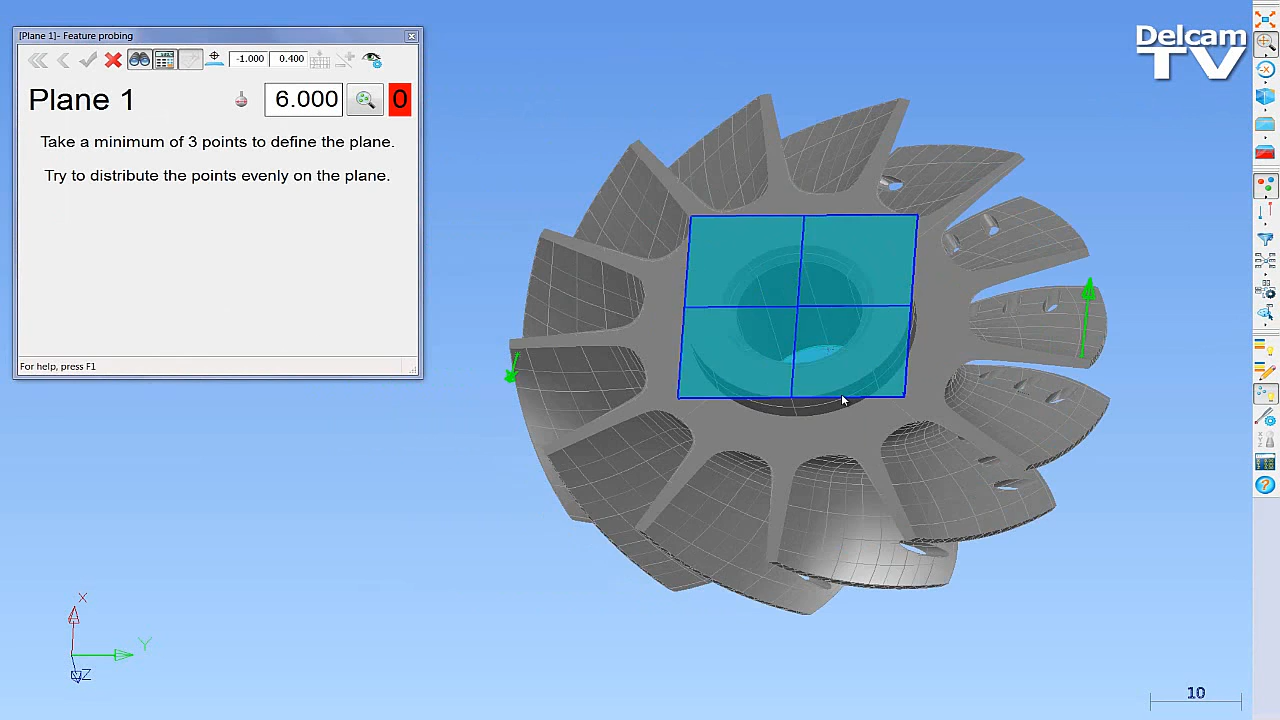 [Plane 1]- Feature probing
-1.000 0.400
Plane 1 6.000 0
Take a minimum of 3 points to define the plane.
Try to distribute the points evenly on the plane.
For help, press F1
Delcam
TV
X
Y
Z
10